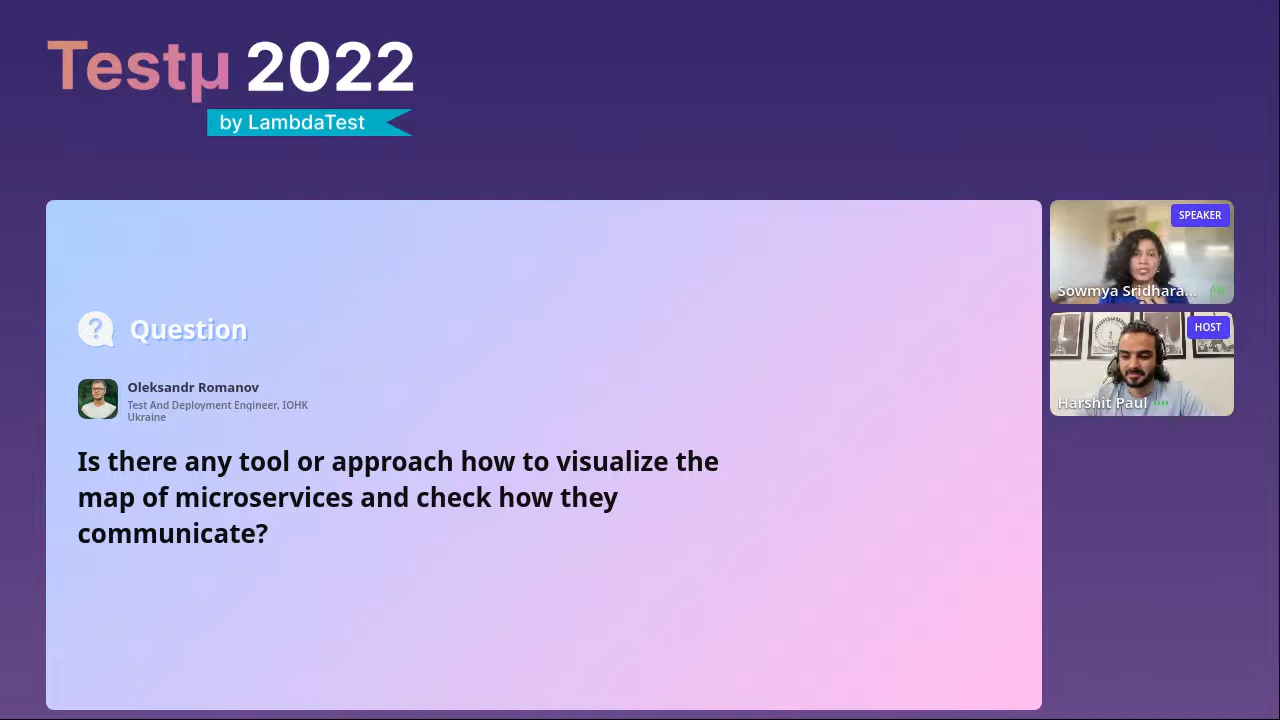 Testμ 2022
by LambdaTest
SPEAKER
Sowmya Sridhara...
HOST
Harshit Paul
Question
Oleksandr Romanov
Test And Deployment Engineer, IOHK
Ukraine
Is there any tool or approach how to visualize the
map of microservices and check how they
communicate?